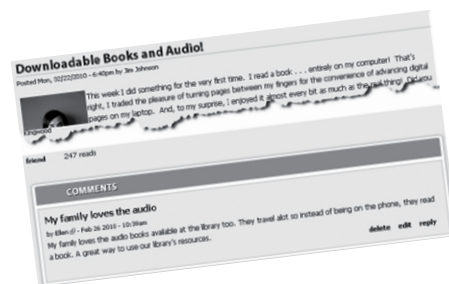 Downloadable Books and Audio!
Posted Mon, 02/22/2010 - 6:40pm by Jim Johnson
This week I did something for the very first time. I read a book . . . entirely on my computer! That's
right, I traded the pleasure of turning pages between my fingers for the convenience of advancing digital
pages on my laptop. And, to my surprise, I enjoyed it almost every bit as much as the real thing! Did you
Kingwood
friend 247 reads
COMMENTS
My family loves the audio
by Ellen - Feb 26 2010 - 10:39am
My family loves the audio books available at the library too. They travel alot so instead of being on the phone, they read
a book. A great way to use our library's resources.
delete edit reply